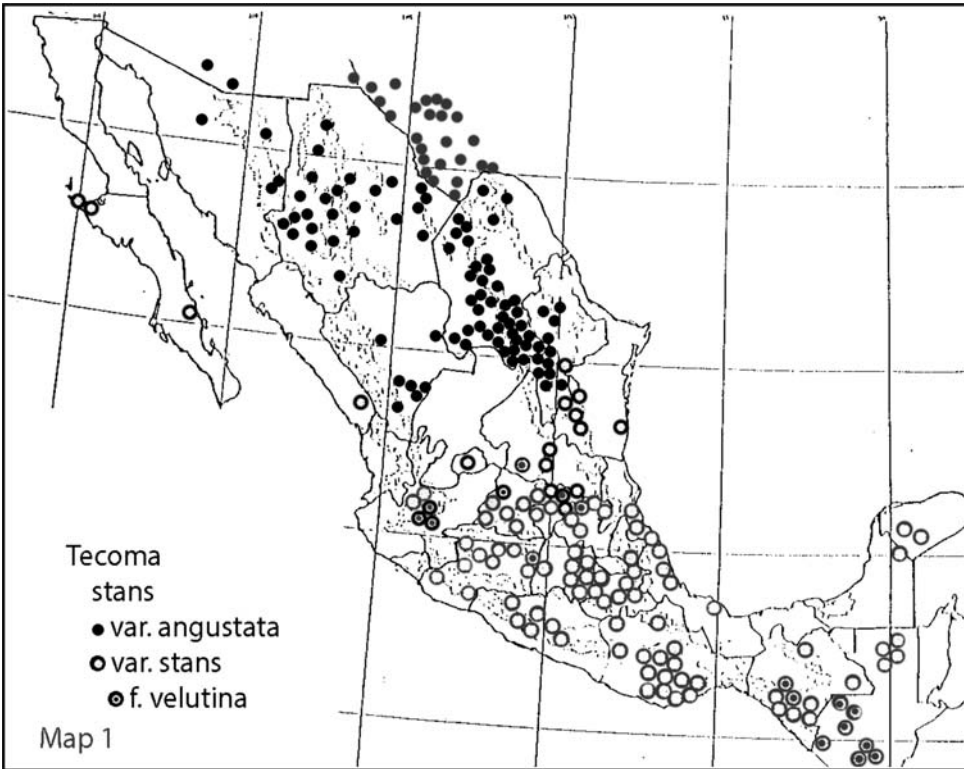 Tecoma
stans
var. angustata
var. stans
f. velutina
Map 1